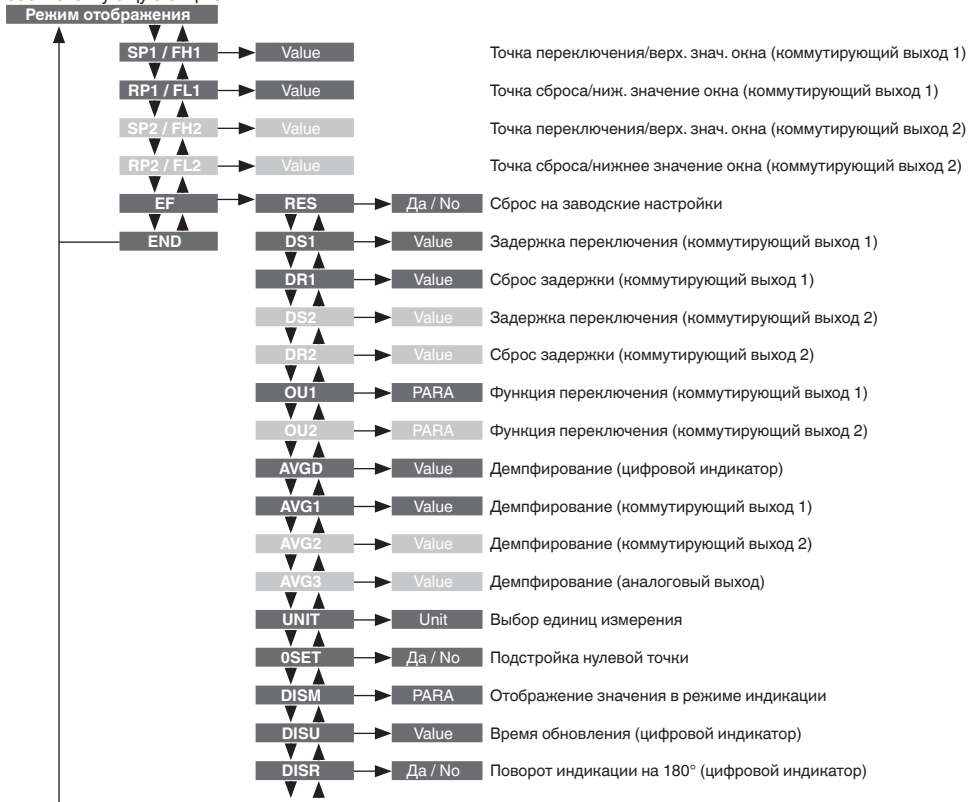 Режим отображения
SP1 / FH1 Value Точка переключения/верх. знач. окна (коммутирующий выход 1)
RP1 / FL1 Value Точка сброса/ниж. значение окна (коммутирующий выход 1)
SP2 / FH2 Value Точка переключения/верх. знач. окна (коммутирующий выход 2)
RP2 / FL2 Value Точка сброса/нижнее значение окна (коммутирующий выход 2)
EF RES Да / No Сброс на заводские настройки
END DS1 Value Задержка переключения (коммутирующий выход 1)
DR1 Value Сброс задержки (коммутирующий выход 1)
DS2 Value Задержка переключения (коммутирующий выход 2)
DR2 Value Сброс задержки (коммутирующий выход 2)
OU1 PARA Функция переключения (коммутирующий выход 1)
OU2 PARA Функция переключения (коммутирующий выход 2)
AVGD Value Демпфирование (цифровой индикатор)
AVG1 Value Демпфирование (коммутирующий выход 1)
AVG2 Value Демпфирование (коммутирующий выход 2)
AVG3 Value Демпфирование (аналоговый выход)
UNIT Unit Выбор единиц измерения
0SET Да / No Подстройка нулевой точки
DISM PARA Отображение значения в режиме индикации
DISU Value Время обновления (цифровой индикатор)
DISR Да / No Поворот индикации на 180° (цифровой индикатор)